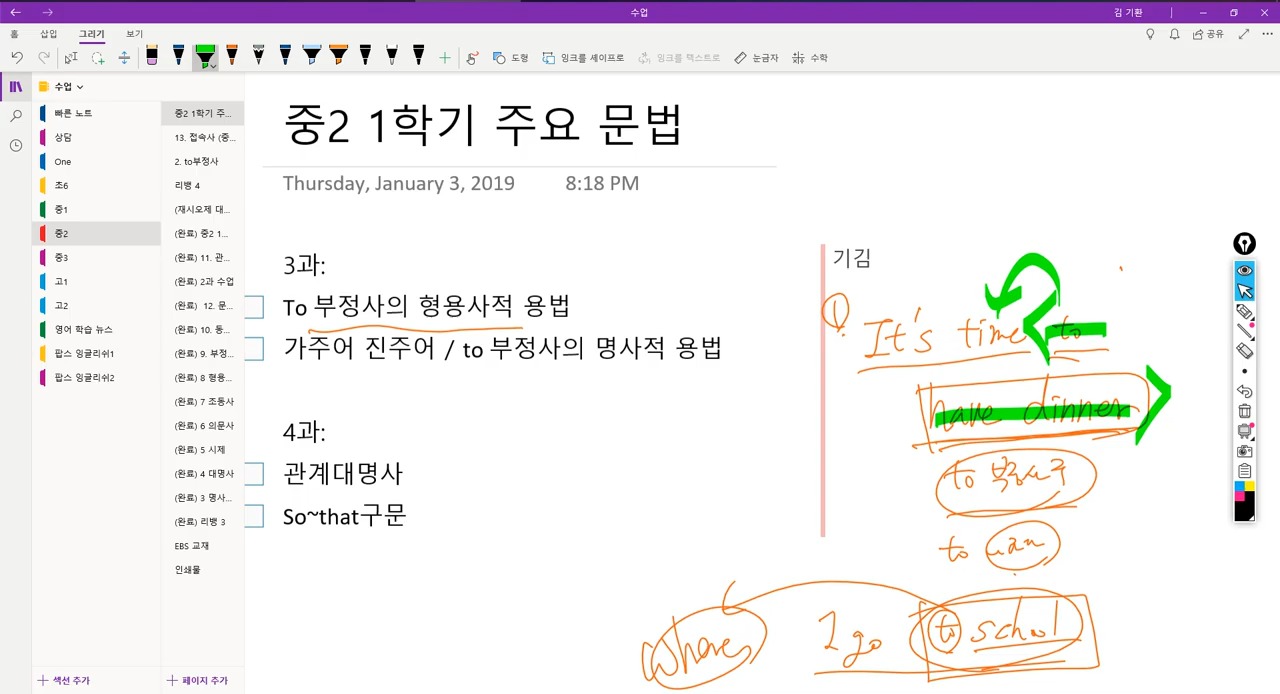 수업
김 기환
홈 삽입 그리기 보기
공유
도형 잉크를 셰이프로 잉크를 텍스트로 눈금자 수학
수업
빠른 노트
상담
One
초6
중1
중2
중3
고1
고2
영어 학습 뉴스
팝스 잉글리쉬1
팝스 잉글리쉬2
섹션 추가
중2 1학기 주...
13. 접속사 (중...
2. to부정사
리뱅 4
(재시오제 대...
(완료) 중2 1...
(완료) 11. 관...
(완료) 2과 수업
(완료) 12. 문...
(완료) 10. 동...
(완료) 9. 부정...
(완료) 8 형용...
(완료) 7 조동사
(완료) 6 의문사
(완료) 5 시제
(완료) 4 대명사
(완료) 3 명사...
(완료) 리뱅 3
EBS 교재
인쇄물
페이지 추가
중2 1학기 주요 문법
Thursday, January 3, 2019 8:18 PM
3과:
To 부정사의 형용사적 용법
가주어 진주어 / to 부정사의 명사적 용법
4과:
관계대명사
So~that구문
기김
① It's time to
have dinner
to 부정사구
to
where I go to school